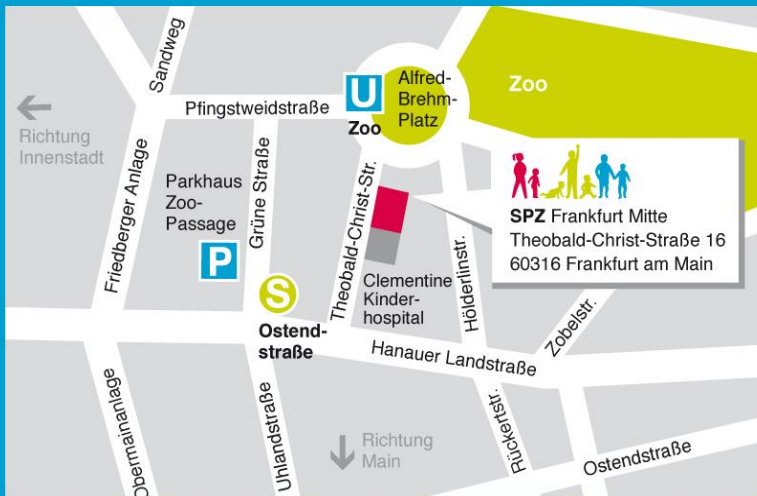 Sandweg
Alfred-
Brehm-
Platz
Zoo
U
Pfingstweidstraße
Zoo
Richtung
Innenstadt
Friedberger Anlage
Parkhaus
Zoo-
Passage
P
Grüne Straße
Theobald-Christ-Str.
SPZ Frankfurt Mitte
Theobald-Christ-Straße 16
60316 Frankfurt am Main
Clementine
Kinder-
hospital
Hölderlinstr.
Zobelstr.
S
Ostend-
straße
Hanauer Landstraße
Obermainanlage
Uhlandstraße
Richtung
Main
Rückertstr.
Ostendstraße